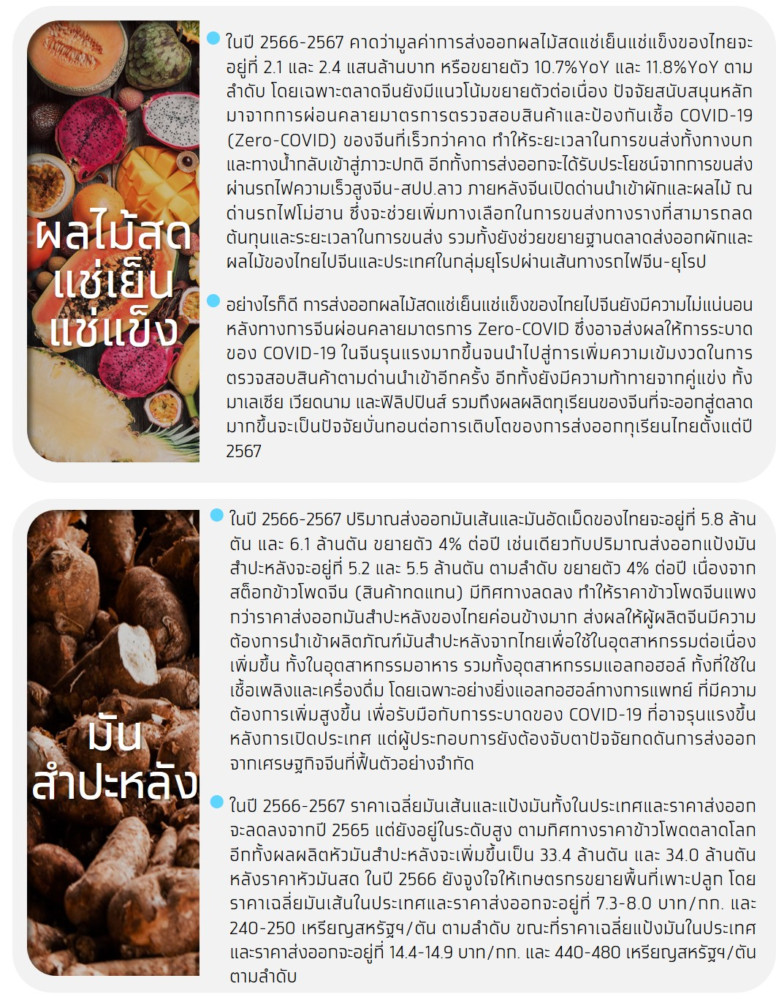 ผลไม้สด
แช่เย็น
แช่แข็ง
ในปี 2566-2567 คาดว่ามูลค่าการส่งออกผลไม้สดแช่เย็นแช่แข็งของไทยจะ
อยู่ที่ 2.1 และ 2.4 แสนล้านบาท หรือขยายตัว 10.7%YoY และ 11.8%YoY ตาม
ลำดับ โดยเฉพาะตลาดจีนยังมีแนวโน้มขยายตัวต่อเนื่อง ปัจจัยสนับสนุนหลัก
มาจากการผ่อนคลายมาตรการตรวจสอบสินค้าและป้องกันเชื้อ COVID-19
(Zero-COVID) ของจีนที่เร็วกว่าคาด ทำให้ระยะเวลาในการขนส่งทั้งทางบก
และทางน้ำกลับเข้าสู่ภาวะปกติ อีกทั้งการส่งออกจะได้รับประโยชน์จากการขนส่ง
ผ่านรถไฟความเร็วสูงจีน-สปป.ลาว ภายหลังจีนเปิดด่านนำเข้าผักและผลไม้ ณ
ด่านรถไฟโม่ฮาน ซึ่งจะช่วยเพิ่มทางเลือกในการขนส่งทางรางที่สามารถลด
ต้นทุนและระยะเวลาในการขนส่ง รวมทั้งยังช่วยขยายฐานตลาดส่งออกผักและ
ผลไม้ของไทยไปจีนและประเทศในกลุ่มยุโรปผ่านเส้นทางรถไฟจีน-ยุโรป
อย่างไรก็ดี การส่งออกผลไม้สดแช่เย็นแช่แข็งของไทยไปจีนยังมีความไม่แน่นอน
หลังทางการจีนผ่อนคลายมาตรการ Zero-COVID ซึ่งอาจส่งผลให้การระบาด
ของ COVID-19 ในจีนรุนแรงมากขึ้นจนนำไปสู่การเพิ่มความเข้มงวดในการ
ตรวจสอบสินค้าตามด่านนำเข้าอีกครั้ง อีกทั้งยังมีความท้าทายจากคู่แข่ง ทั้ง
มาเลเซีย เวียดนาม และฟิลิปปินส์ รวมถึงผลผลิตทุเรียนของจีนที่จะออกสู่ตลาด
มากขึ้นจะเป็นปัจจัยบั่นทอนต่อการเติบโตของการส่งออกทุเรียนไทยตั้งแต่ปี
2567
มัน
สำปะหลัง
ในปี 2566-2567 ปริมาณส่งออกมันเส้นและมันอัดเม็ดของไทยจะอยู่ที่ 5.8 ล้าน
ตัน และ 6.1 ล้านตัน ขยายตัว 4% ต่อปี เช่นเดียวกับปริมาณส่งออกแป้งมัน
สำปะหลังจะอยู่ที่ 5.2 และ 5.5 ล้านตัน ตามลำดับ ขยายตัว 4% ต่อปี เนื่องจาก
สต็อกข้าวโพดจีน (สินค้าทดแทน) มีทิศทางลดลง ทำให้ราคาข้าวโพดจีนแพง
กว่าราคาส่งออกมันสำปะหลังของไทยค่อนข้างมาก ส่งผลให้ผู้ผลิตจีนมีความ
ต้องการนำเข้าผลิตภัณฑ์มันสำปะหลังจากไทยเพื่อใช้ในอุตสาหกรรมต่อเนื่อง
เพิ่มขึ้น ทั้งในอุตสาหกรรมอาหาร รวมทั้งอุตสาหกรรมแอลกอฮอล์ ทั้งที่ใช้ใน
เชื้อเพลิงและเครื่องดื่ม โดยเฉพาะอย่างยิ่งแอลกอฮอล์ทางการแพทย์ ที่มีความ
ต้องการเพิ่มสูงขึ้น เพื่อรับมือกับการระบาดของ COVID-19 ที่อาจรุนแรงขึ้น
หลังการเปิดประเทศ แต่ผู้ประกอบการยังต้องจับตาปัจจัยกดดันการส่งออก
จากเศรษฐกิจจีนที่ฟื้นตัวอย่างจำกัด
ในปี 2566-2567 ราคาเฉลี่ยมันเส้นและแป้งมันทั้งในประเทศและราคาส่งออก
จะลดลงจากปี 2565 แต่ยังอยู่ในระดับสูง ตามทิศทางราคาข้าวโพดตลาดโลก
อีกทั้งผลผลิตหัวมันสำปะหลังจะเพิ่มขึ้นเป็น 33.4 ล้านตัน และ 34.0 ล้านตัน
หลังราคาหัวมันสด ในปี 2566 ยังจูงใจให้เกษตรกรขยายพื้นที่เพาะปลูก โดย
ราคาเฉลี่ยมันเส้นในประเทศและราคาส่งออกจะอยู่ที่ 7.3-8.0 บาท/กก. และ
240-250 เหรียญสหรัฐฯ/ตัน ตามลำดับ ขณะที่ราคาเฉลี่ยแป้งมันในประเทศ
และราคาส่งออกจะอยู่ที่ 14.4-14.9 บาท/กก. และ 440-480 เหรียญสหรัฐฯ/ตัน
ตามลำดับ